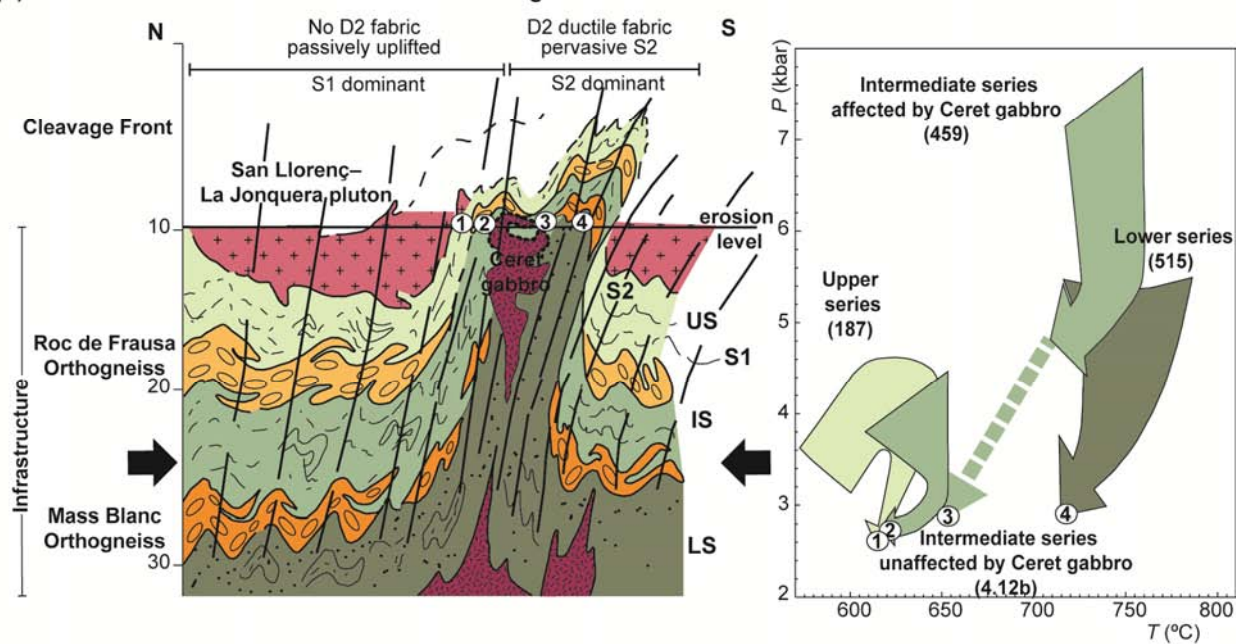 N
No D2 fabric
passively uplifted
D2 ductile fabric
pervasive S2
S
S1 dominant
S2 dominant
Cleavage Front
San Llorenç–
La Jonquera pluton
10
1
2
3
4
erosion
level
Ceret
gabbro
S2
US
S1
Roc de Frausa
Orthogneiss
20
IS
Infrastructure
Mass Blanc
Orthogneiss
LS
30
P (kbar)
7
6
5
4
3
2
Intermediate series
affected by Ceret gabbro
(459)
Lower series
(515)
Upper
series
(187)
1
2
3
4
Intermediate series
unaffected by Ceret gabbro
(4,12b)
600
650
700
750
800
T (ºC)